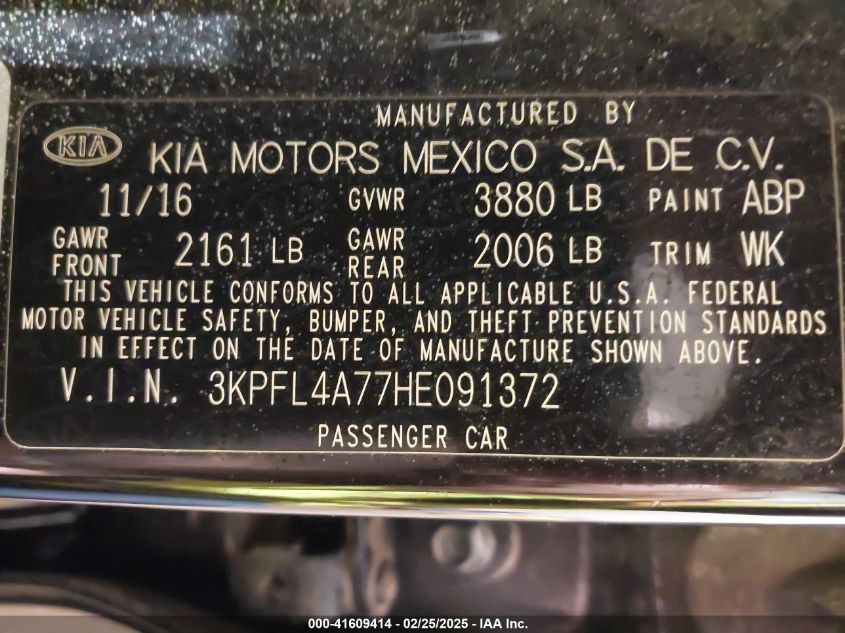 MANUFACTURED BY
KIA KIA MOTORS MEXICO S.A. DE C.V.
11/16 GVWR 3880 LB PAINT ABP
GAWR FRONT 2161 LB GAWR REAR 2006 LB TRIM WK
THIS VEHICLE CONFORMS TO ALL APPLICABLE U.S.A. FEDERAL
MOTOR VEHICLE SAFETY, BUMPER, AND THEFT PREVENTION STANDARDS
IN EFFECT ON THE DATE OF MANUFACTURE SHOWN ABOVE.
V.I.N. 3KPFL4A77HE091372
PASSENGER CAR
000-41609414 - 02/25/2025 - IAA Inc.